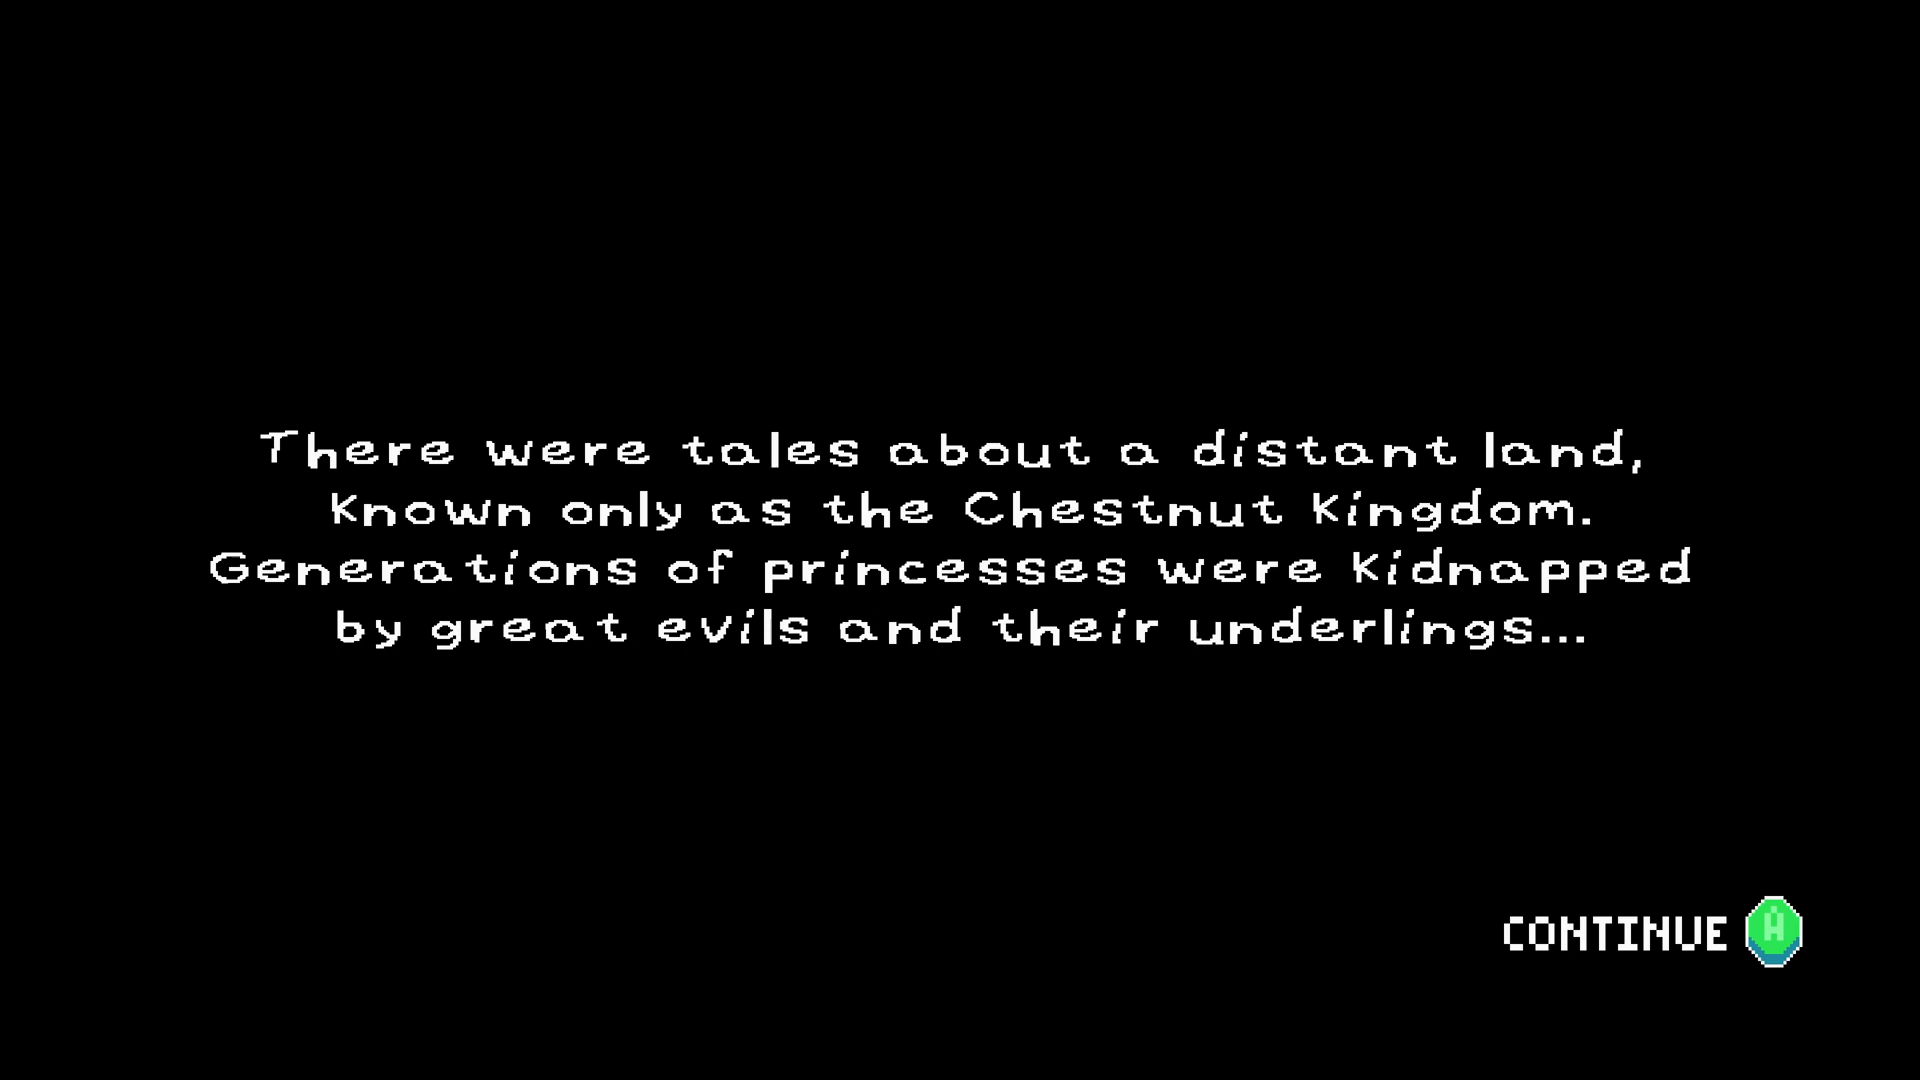 There were tales about a distant land,
known only as the Chestnut Kingdom.
Generations of princesses were kidnapped
by great evils and their underlings...
CONTINUE A